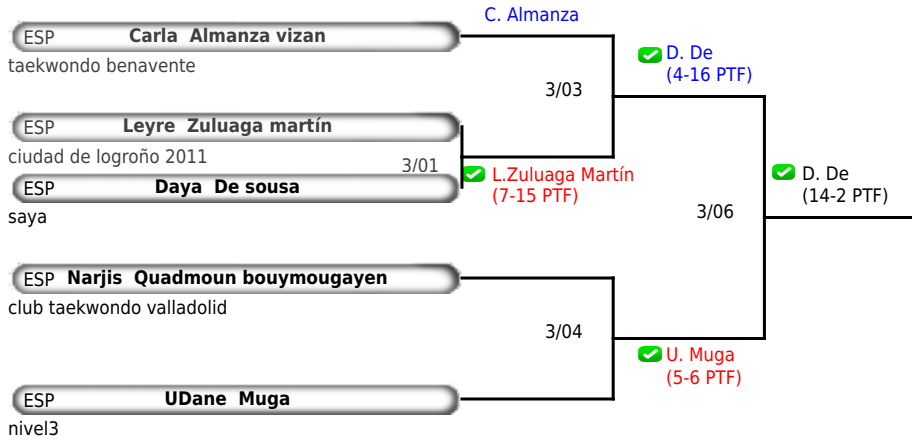 C. Almanza
ESP Carla Almanza vizan
taekwondo benavente
D. De
(4-16 PTF)
3/03
ESP Leyre Zuluaga martín
ciudad de logroño 2011
3/01
L.Zuluaga Martín
(7-15 PTF)
D. De
(14-2 PTF)
ESP Daya De sousa
saya
3/06
ESP Narjis Quadmoun bouymougayen
club taekwondo valladolid
3/04
U. Muga
(5-6 PTF)
ESP UDane Muga
nivel3